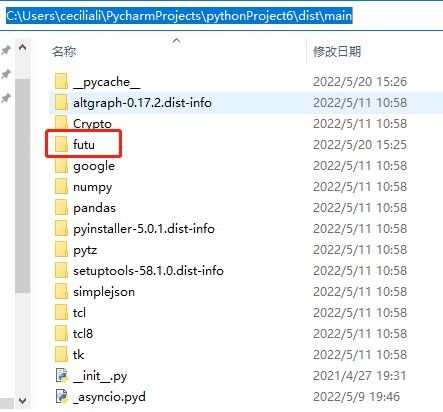 C:\Users\ceciliali\PycharmProjects\pythonProject6\dist\main
名称 修改日期
__pycache__ 2022/5/20 15:26
altgraph-0.17.2.dist-info 2022/5/11 10:58
Crypto 2022/5/11 10:58
futu 2022/5/20 15:25
google 2022/5/11 10:58
numpy 2022/5/11 10:58
pandas 2022/5/11 10:58
pyinstaller-5.0.1.dist-info 2022/5/11 10:58
pytz 2022/5/11 10:58
setuptools-58.1.0.dist-info 2022/5/11 10:58
simplejson 2022/5/11 10:58
tcl 2022/5/11 10:58
tcl8 2022/5/11 10:58
tk 2022/5/11 10:58
__init__.py 2021/4/27 19:31
_asyncio.pyd 2022/5/9 19:46